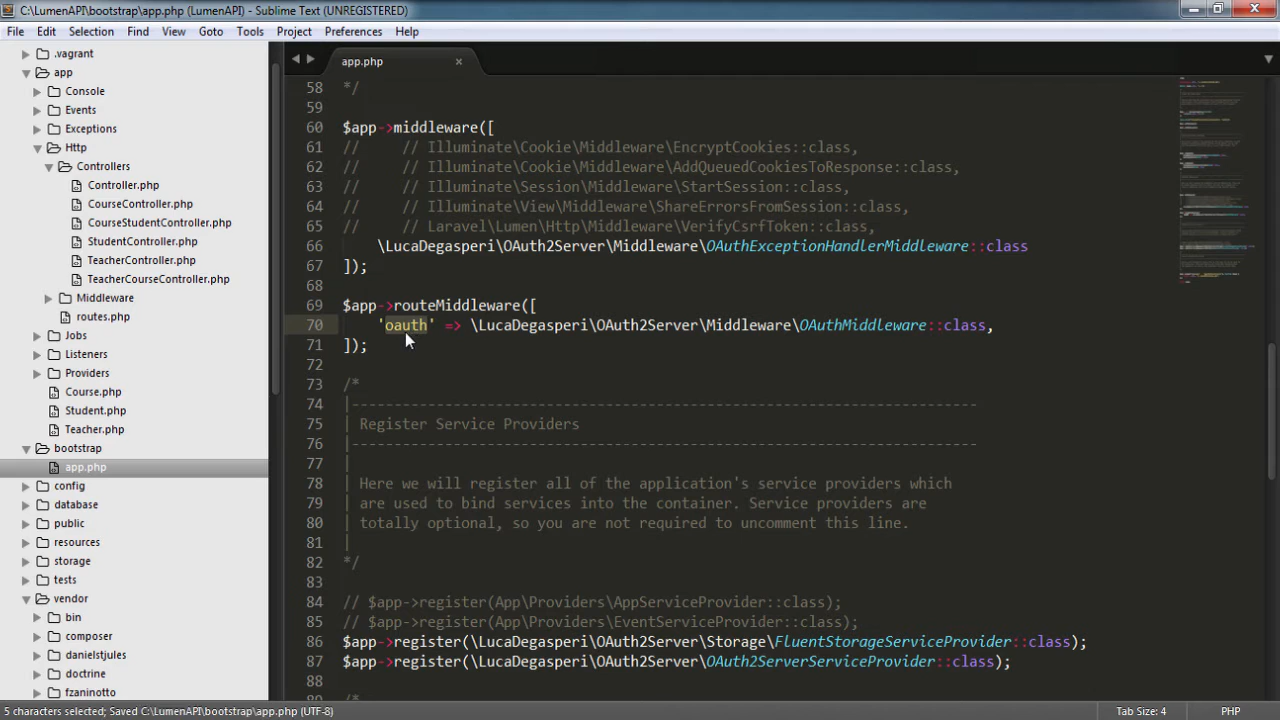 C:\LumenAPI\bootstrap\app.php (LumenAPI) - Sublime Text (UNREGISTERED)
File Edit Selection Find View Goto Tools Project Preferences Help
.vagrant
app
Console
Events
Exceptions
Http
Controllers
Controller.php
CourseController.php
CourseStudentController.php
StudentController.php
TeacherController.php
TeacherCourseController.php
Middleware
routes.php
Jobs
Listeners
Providers
Course.php
Student.php
Teacher.php
bootstrap
app.php
config
database
public
resources
storage
tests
vendor
bin
composer
danielstjules
doctrine
fzaninotto
app.php
58 */
59
60 $app->middleware([
61 //     // Illuminate\Cookie\Middleware\EncryptCookies::class,
62 //     // Illuminate\Cookie\Middleware\AddQueuedCookiesToResponse::class,
63 //     // Illuminate\Session\Middleware\StartSession::class,
64 //     // Illuminate\View\Middleware\ShareErrorsFromSession::class,
65 //     // Laravel\Lumen\Http\Middleware\VerifyCsrfToken::class,
66     \LucaDegasperi\OAuth2Server\Middleware\OAuthExceptionHandlerMiddleware::class
67 ]);
68
69 $app->routeMiddleware([
70     'oauth' => \LucaDegasperi\OAuth2Server\Middleware\OAuthMiddleware::class,
71 ]);
72
73 /*
74 |--------------------------------------------------------------------------
75 | Register Service Providers
76 |--------------------------------------------------------------------------
77 |
78 | Here we will register all of the application's service providers which
79 | are used to bind services into the container. Service providers are
80 | totally optional, so you are not required to uncomment this line.
81 |
82 */
83
84 // $app->register(App\Providers\AppServiceProvider::class);
85 // $app->register(App\Providers\EventServiceProvider::class);
86 $app->register(\LucaDegasperi\OAuth2Server\Storage\FluentStorageServiceProvider::class);
87 $app->register(\LucaDegasperi\OAuth2Server\OAuth2ServerServiceProvider::class);
88
89 /*
5 characters selected; Saved C:\LumenAPI\bootstrap\app.php (UTF-8)
Tab Size: 4
PHP